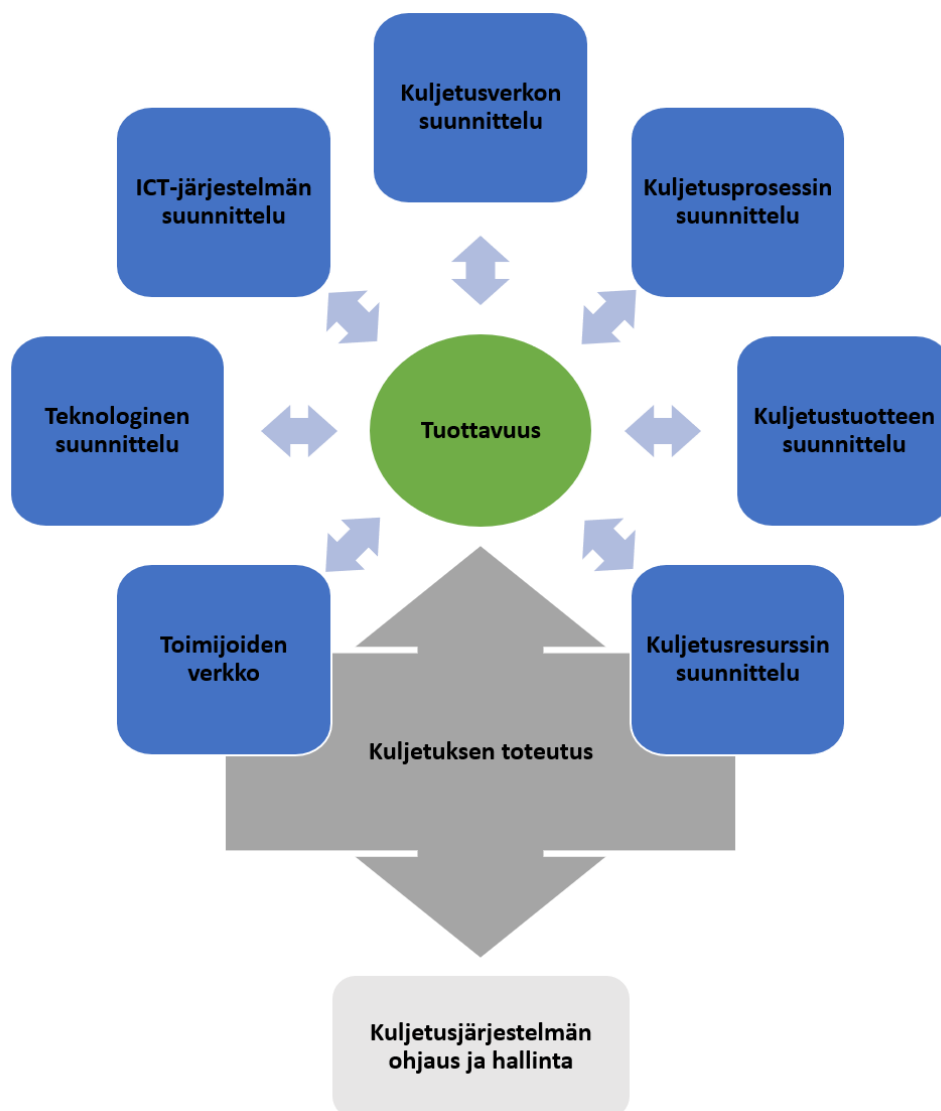 Kuljetusverkon
suunnittelu
ICT-järjestelmän
suunnittelu
Kuljetusprosessin
suunnittelu
Teknologinen
suunnittelu
Tuottavuus
Kuljetustuotteen
suunnittelu
Toimijoiden
verkko
Kuljetusresurssin
suunnittelu
Kuljetuksen toteutus
Kuljetusjärjestelmän
ohjaus ja hallinta